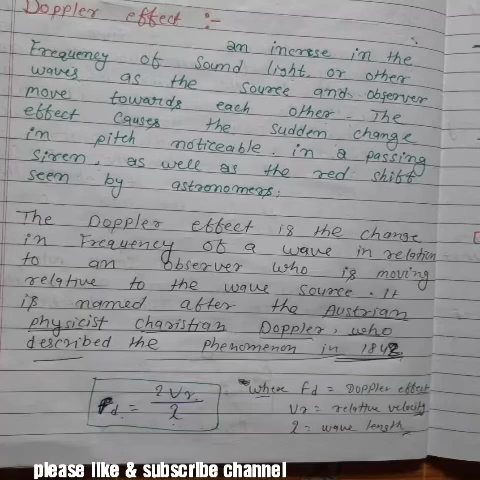 Doppler effect :-
an increse in the
Frequency of sound light, or other
waves as the source and observer
move towards each other. The
effect causes the sudden change
in pitch noticeable in a passing
siren, as well as the red shift
seen by astronomers.
The Doppler effect is the change
in Frequency of a wave in relation
to an observer who is moving
relative to the wave source. It
is named after the Austrian
physicist charistian Doppler, who
described the phenomenon in 1842
Fd = 2Vr / λ
Where Fd = Doppler effect
Vr = relative velocity
λ = wave length
please like & subscribe channel